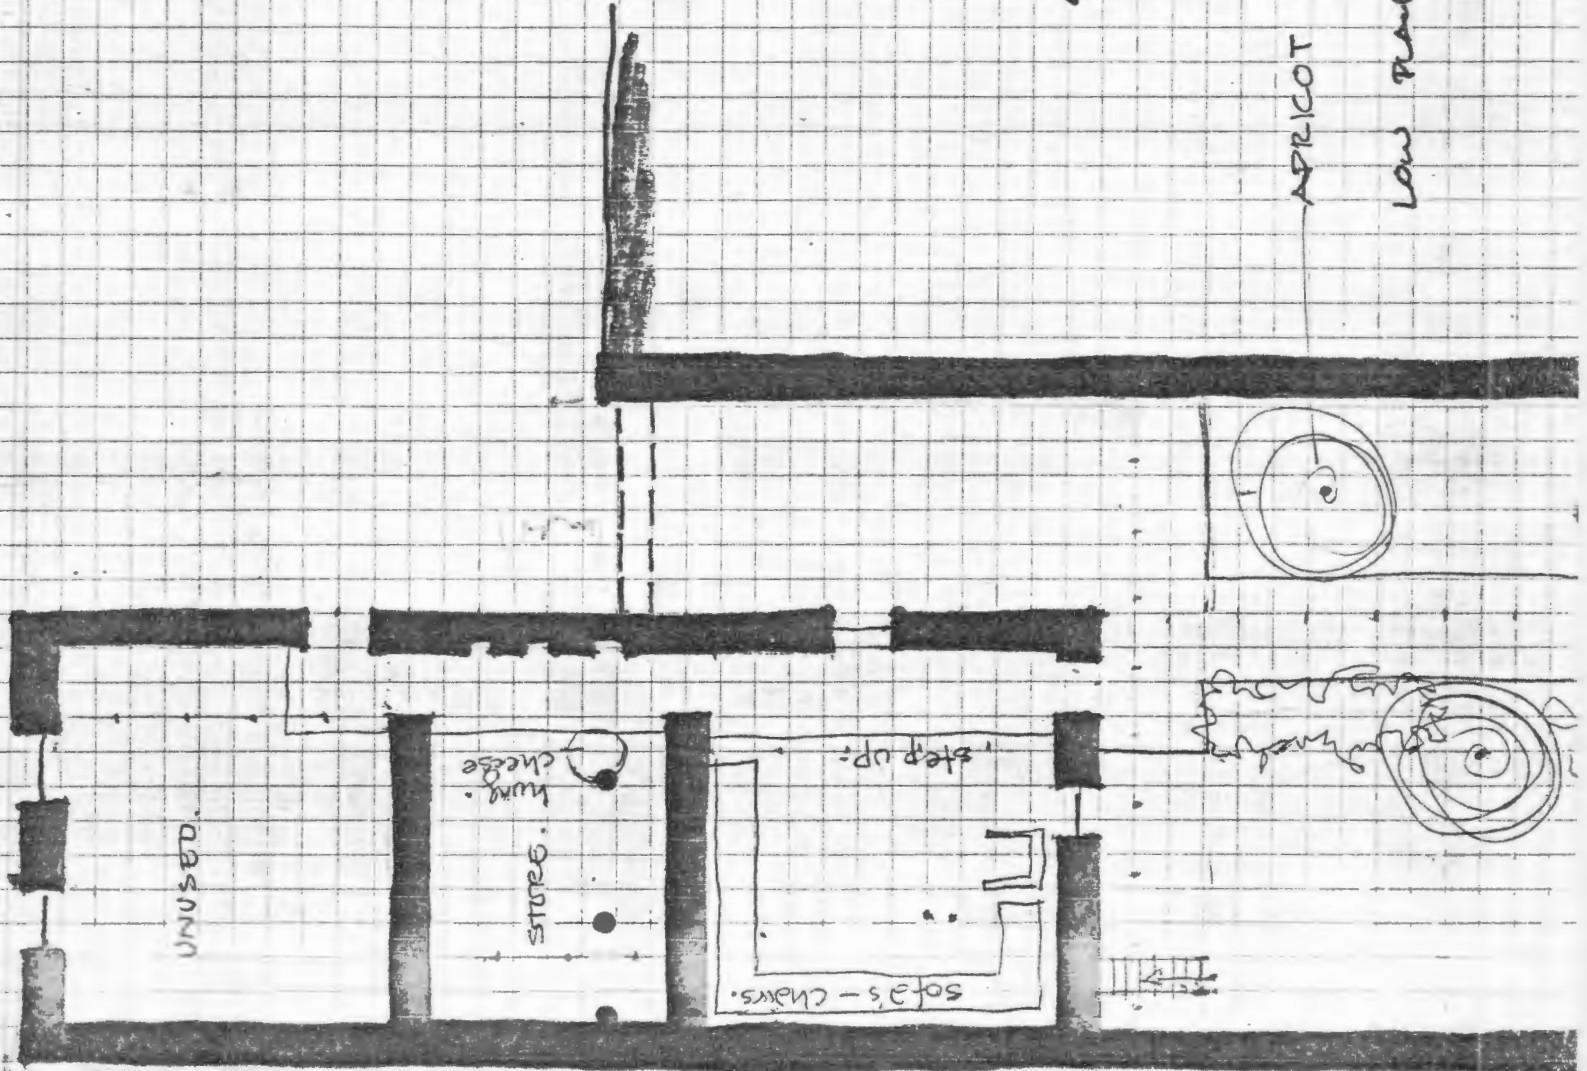 APRICOT
LOW
UNUSED.
STORE.
hung.
cheese
step up.
sofa's - chairs.